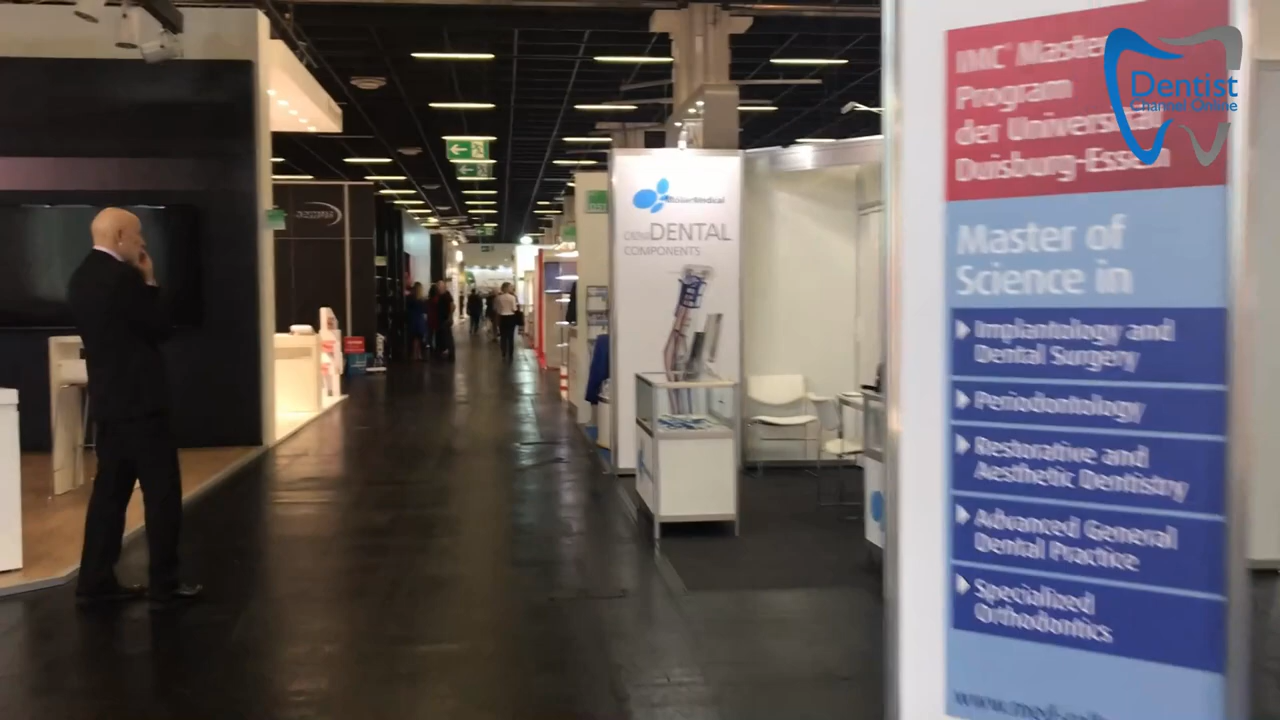 IMC Master
Program
der Universität
Duisburg-Essen
Dentist
Channel Online
Master of
Science in
Implantology and
Dental Surgery
Periodontology
Restorative and
Aesthetic Dentistry
Advanced General
Dental Practice
Specialized
Orthodontics
DENTAL
COMPONENTS